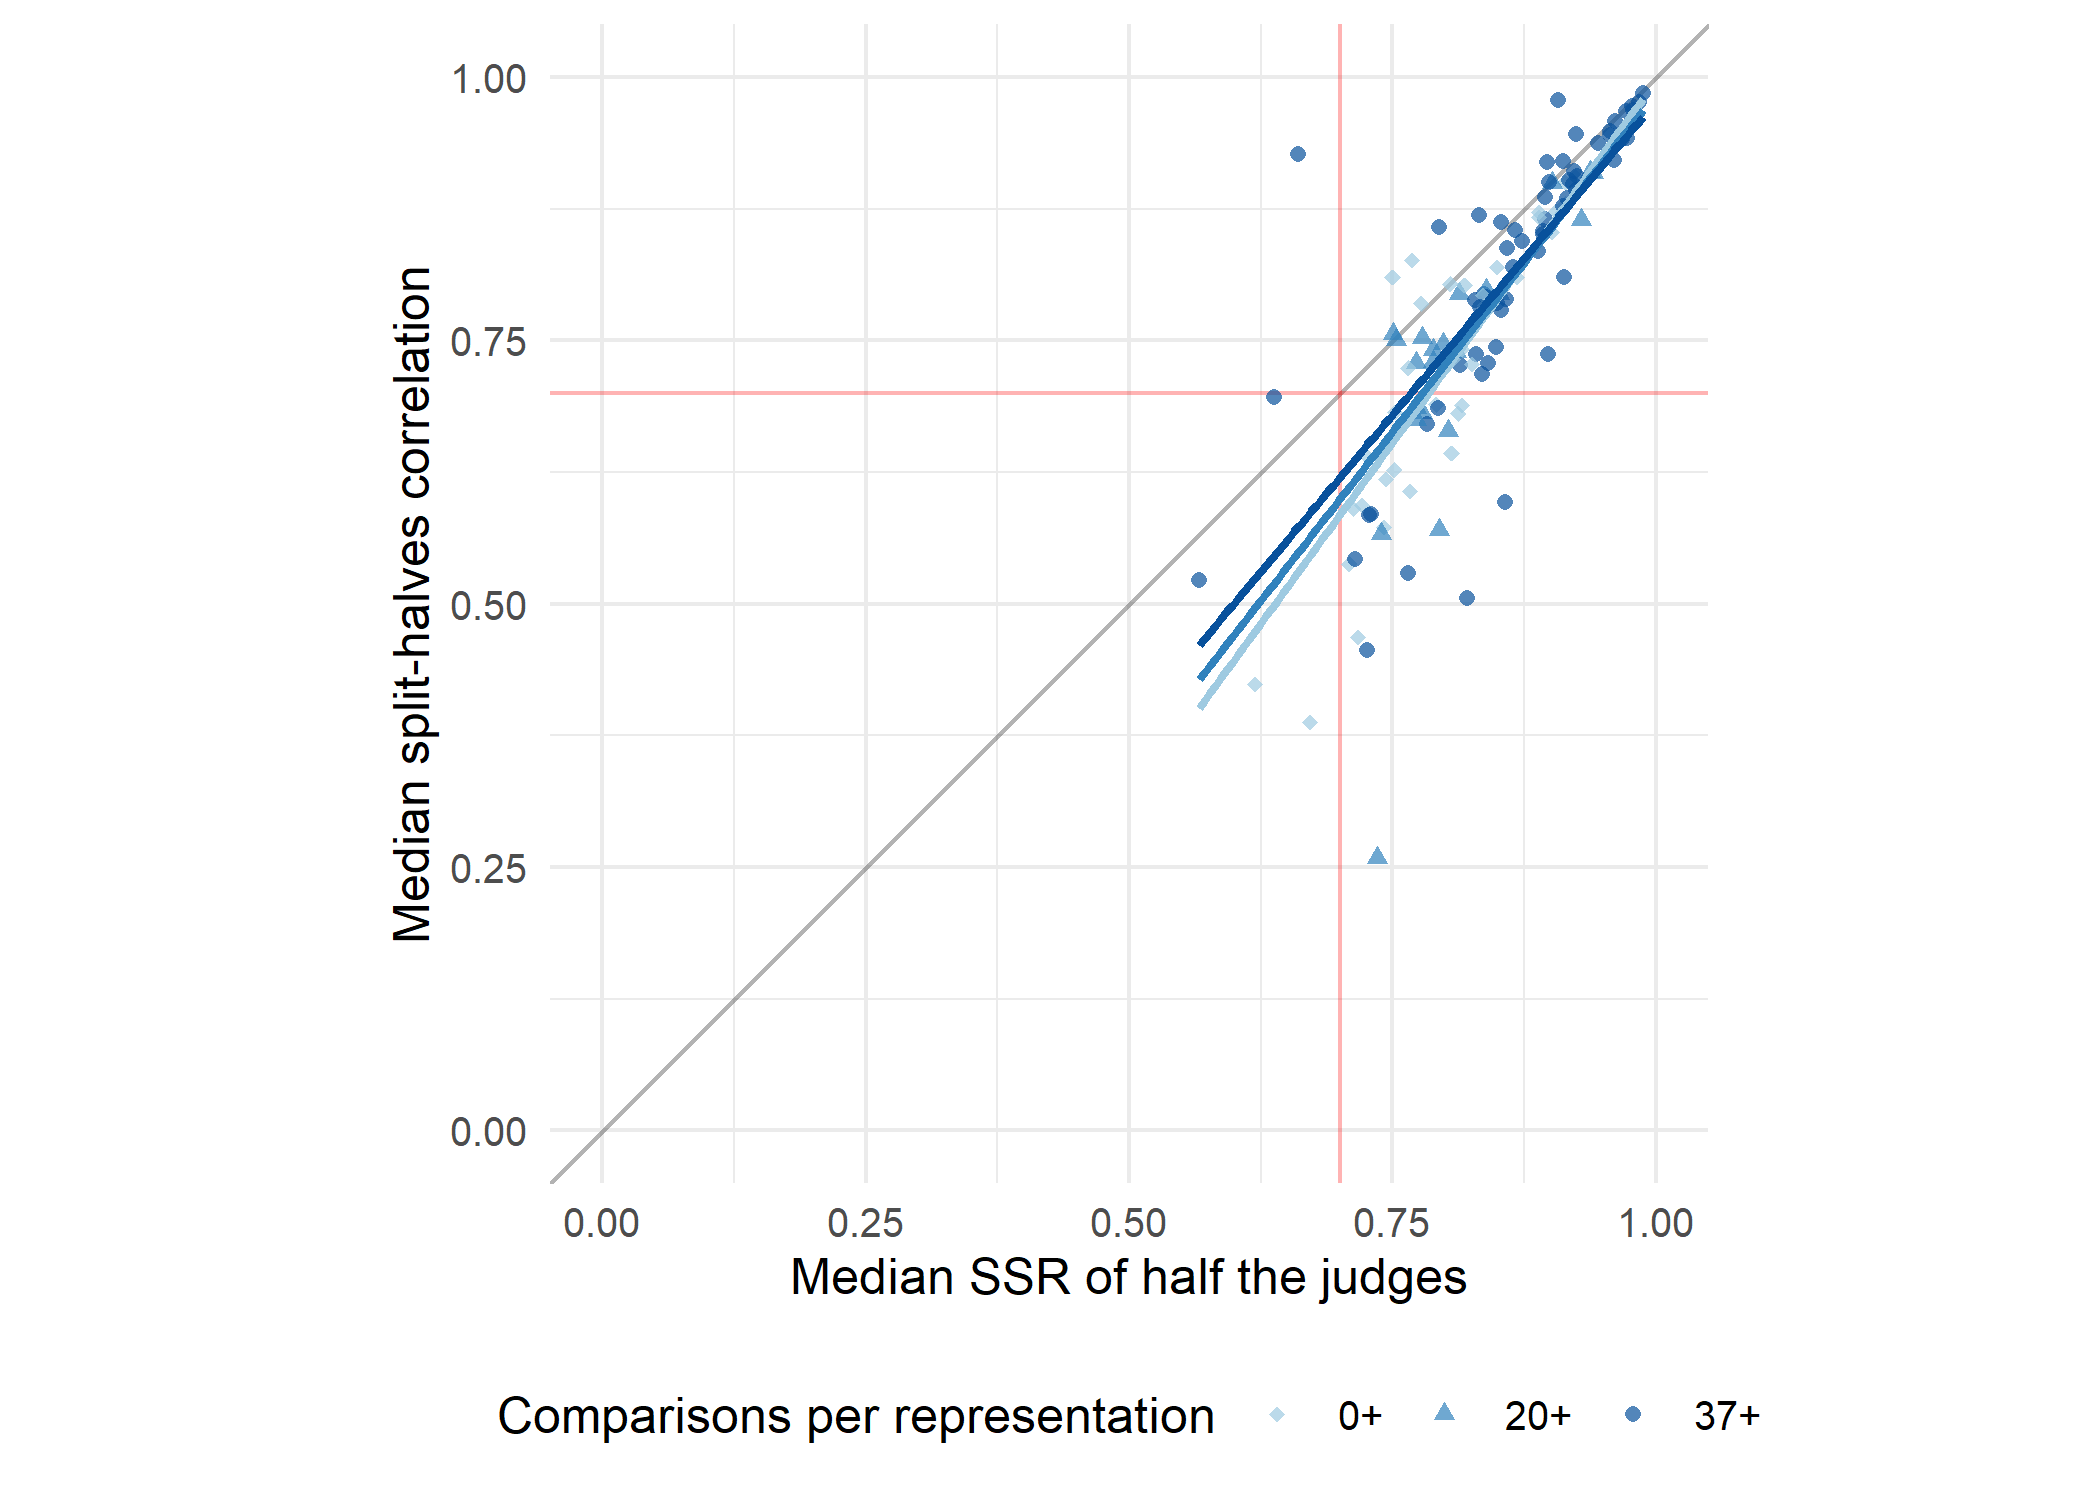 Median split-halves correlation
1.00
0.75
0.50
0.25
0.00
0.00 0.25 0.50 0.75 1.00
Median SSR of half the judges
Comparisons per representation 0+ 20+ 37+